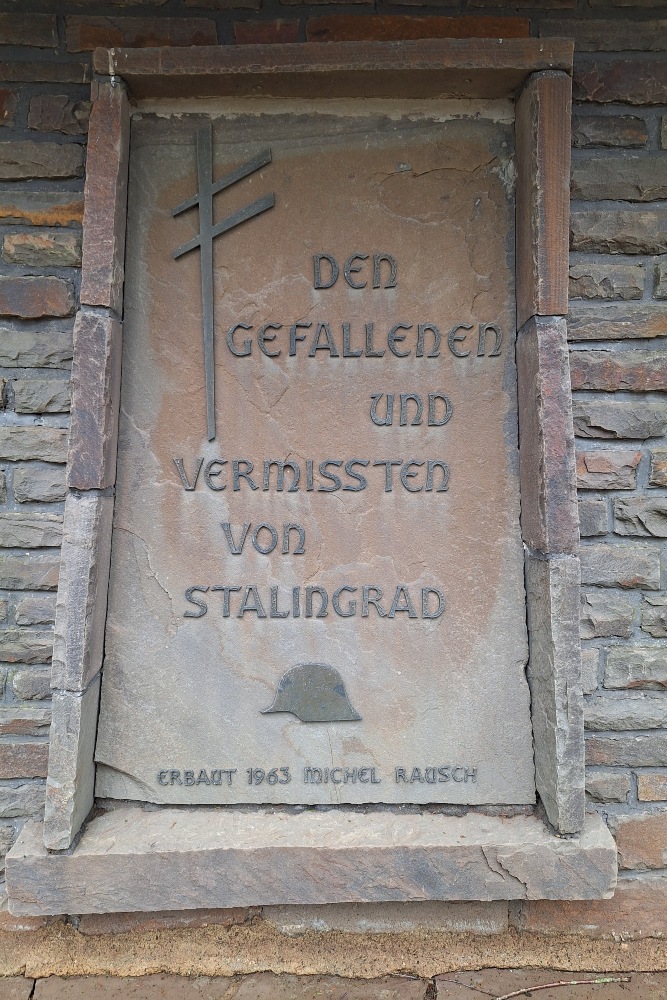 DEN
GEFALLENEN
UND
VERMISSTEN
VON
STALINGRAD
ERBAUT 1963 MICHEL RAUSCH